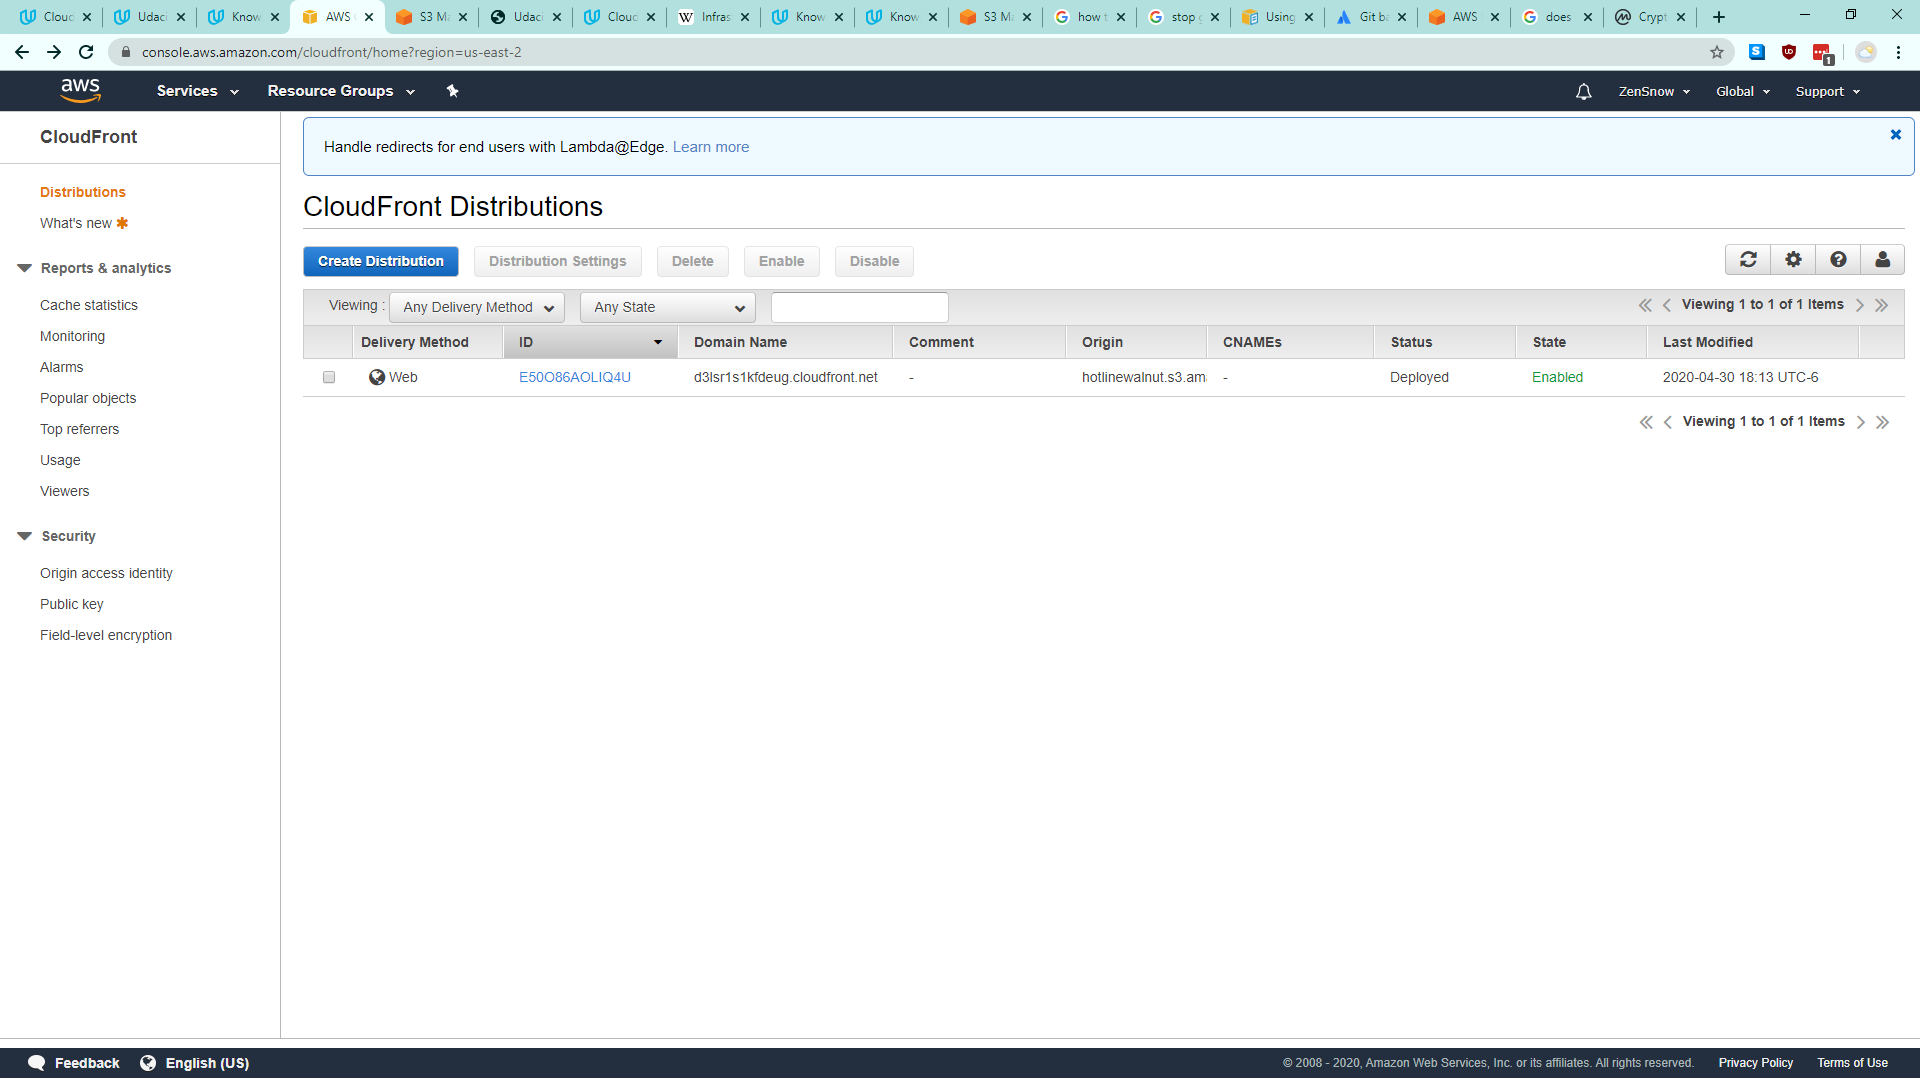 Cloud Udaci Know AWS S3 Ma Udaci Cloud Infras Know Know S3 Ma how t stop g Using Git ba AWS does Crypt
console.aws.amazon.com/cloudfront/home?region=us-east-2
aws Services Resource Groups ZenSnow Global Support
CloudFront
Distributions
What's new
Reports & analytics
Cache statistics
Monitoring
Alarms
Popular objects
Top referrers
Usage
Viewers
Security
Origin access identity
Public key
Field-level encryption
Handle redirects for end users with Lambda@Edge. Learn more
CloudFront Distributions
Create Distribution Distribution Settings Delete Enable Disable
Viewing : Any Delivery Method Any State Viewing 1 to 1 of 1 Items
Delivery Method ID Domain Name Comment Origin CNAMEs Status State Last Modified
Web E50O86AOLIQ4U d3lsr1s1kfdeug.cloudfront.net - hotlinewalnut.s3.am - Deployed Enabled 2020-04-30 18:13 UTC-6
Viewing 1 to 1 of 1 Items
Feedback English (US) © 2008 - 2020, Amazon Web Services, Inc. or its affiliates. All rights reserved. Privacy Policy Terms of Use